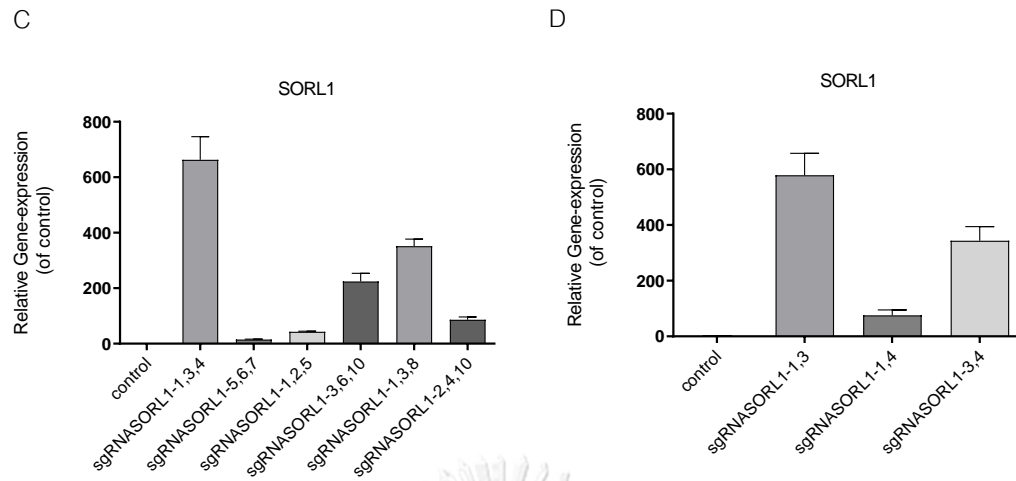 C
SORL1
Relative Gene-expression
(of control)
800
600
400
200
0
control
sgRNASORL1-1,3,4
sgRNASORL1-5,6,7
sgRNASORL1-1,2,5
sgRNASORL1-3,6,10
sgRNASORL1-1,3,8
sgRNASORL1-2,4,10
D
SORL1
Relative Gene-expression
(of control)
800
600
400
200
0
control
sgRNASORL1-1,3
sgRNASORL1-1,4
sgRNASORL1-3,4